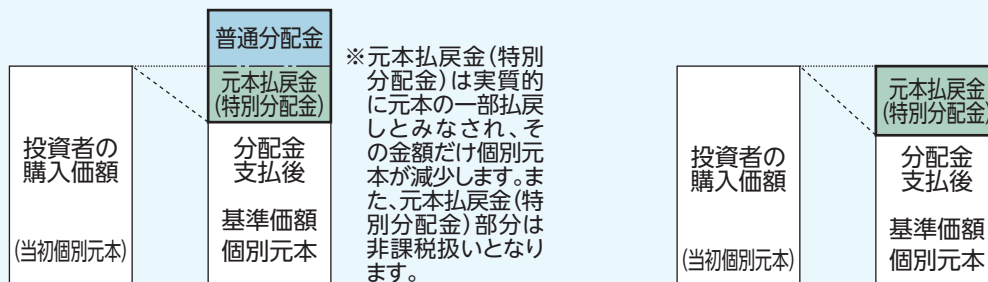 普通分配金
元本払戻金
(特別分配金)
投資者の
購入価額
(当初個別元本)
分配金
支払後
基準価額
個別元本
※元本払戻金(特別
分配金)は実質的
に元本の一部払戻
しとみなされ、そ
の金額だけ個別元
本が減少します。ま
た、元本払戻金(特
別分配金)部分は
非課税扱いとなり
ます。
投資者の
購入価額
(当初個別元本)
元本払戻金
(特別分配金)
分配金
支払後
基準価額
個別元本